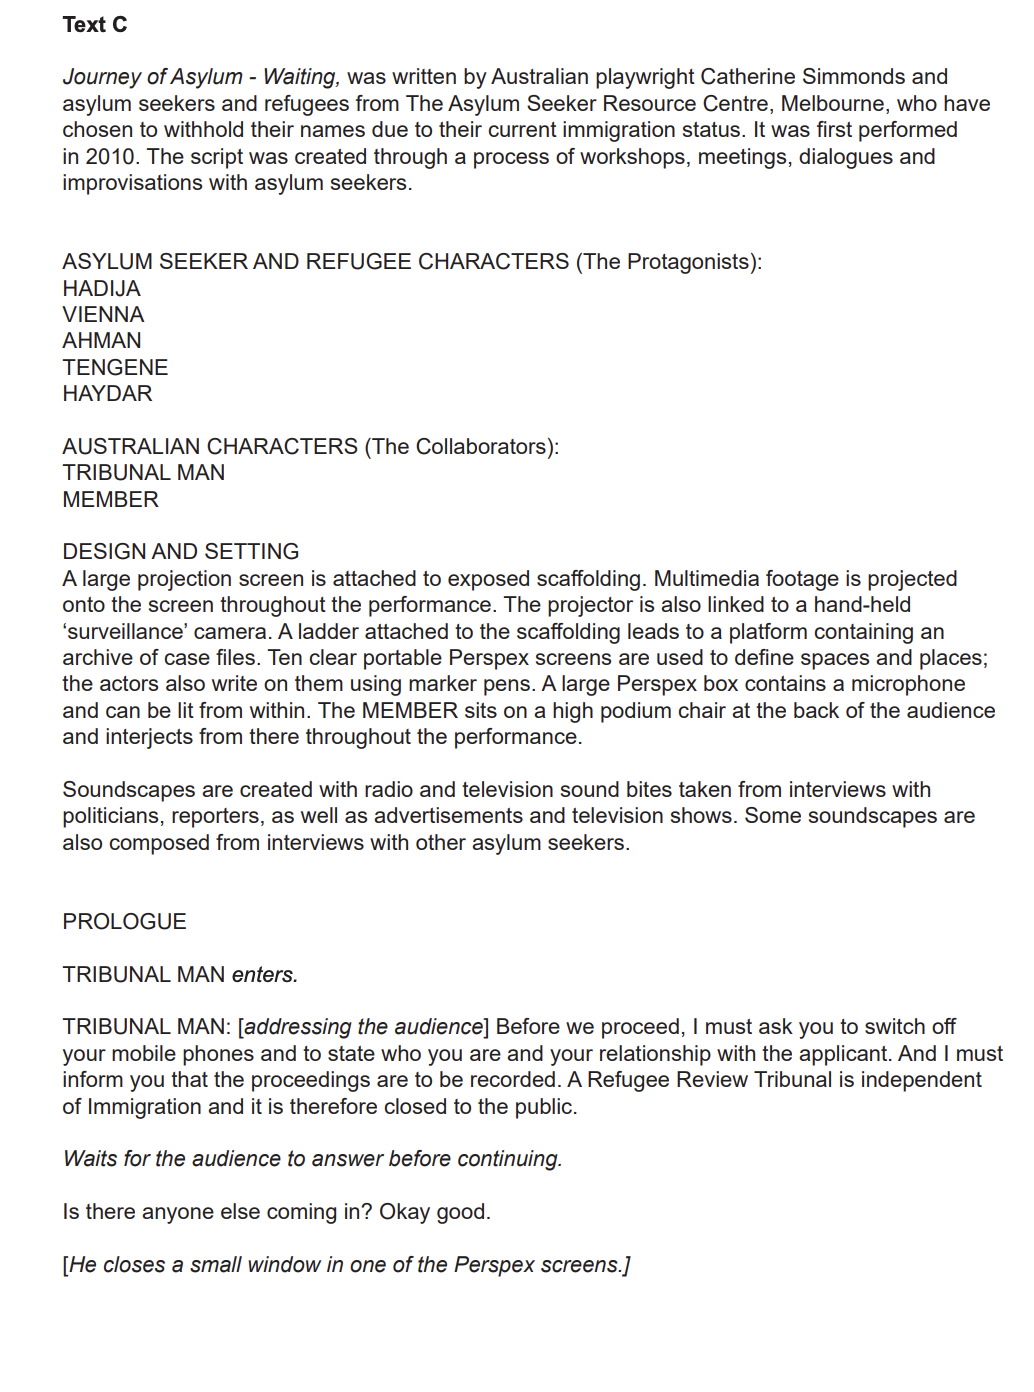 Text C
Journey of Asylum - Waiting, was written by Australian playwright Catherine Simmonds and
asylum seekers and refugees from The Asylum Seeker Resource Centre, Melbourne, who have
chosen to withhold their names due to their current immigration status. It was first performed
in 2010. The script was created through a process of workshops, meetings, dialogues and
improvisations with asylum seekers.
ASYLUM SEEKER AND REFUGEE CHARACTERS (The Protagonists):
HADIJA
VIENNA
AHMAN
TENGENE
HAYDAR
AUSTRALIAN CHARACTERS (The Collaborators):
TRIBUNAL MAN
MEMBER
DESIGN AND SETTING
A large projection screen is attached to exposed scaffolding. Multimedia footage is projected
onto the screen throughout the performance. The projector is also linked to a hand-held
‘surveillance’ camera. A ladder attached to the scaffolding leads to a platform containing an
archive of case files. Ten clear portable Perspex screens are used to define spaces and places;
the actors also write on them using marker pens. A large Perspex box contains a microphone
and can be lit from within. The MEMBER sits on a high podium chair at the back of the audience
and interjects from there throughout the performance.
Soundscapes are created with radio and television sound bites taken from interviews with
politicians, reporters, as well as advertisements and television shows. Some soundscapes are
also composed from interviews with other asylum seekers.
PROLOGUE
TRIBUNAL MAN enters.
TRIBUNAL MAN: [addressing the audience] Before we proceed, I must ask you to switch off
your mobile phones and to state who you are and your relationship with the applicant. And I must
inform you that the proceedings are to be recorded. A Refugee Review Tribunal is independent
of Immigration and it is therefore closed to the public.
Waits for the audience to answer before continuing.
Is there anyone else coming in? Okay good.
[He closes a small window in one of the Perspex screens.]